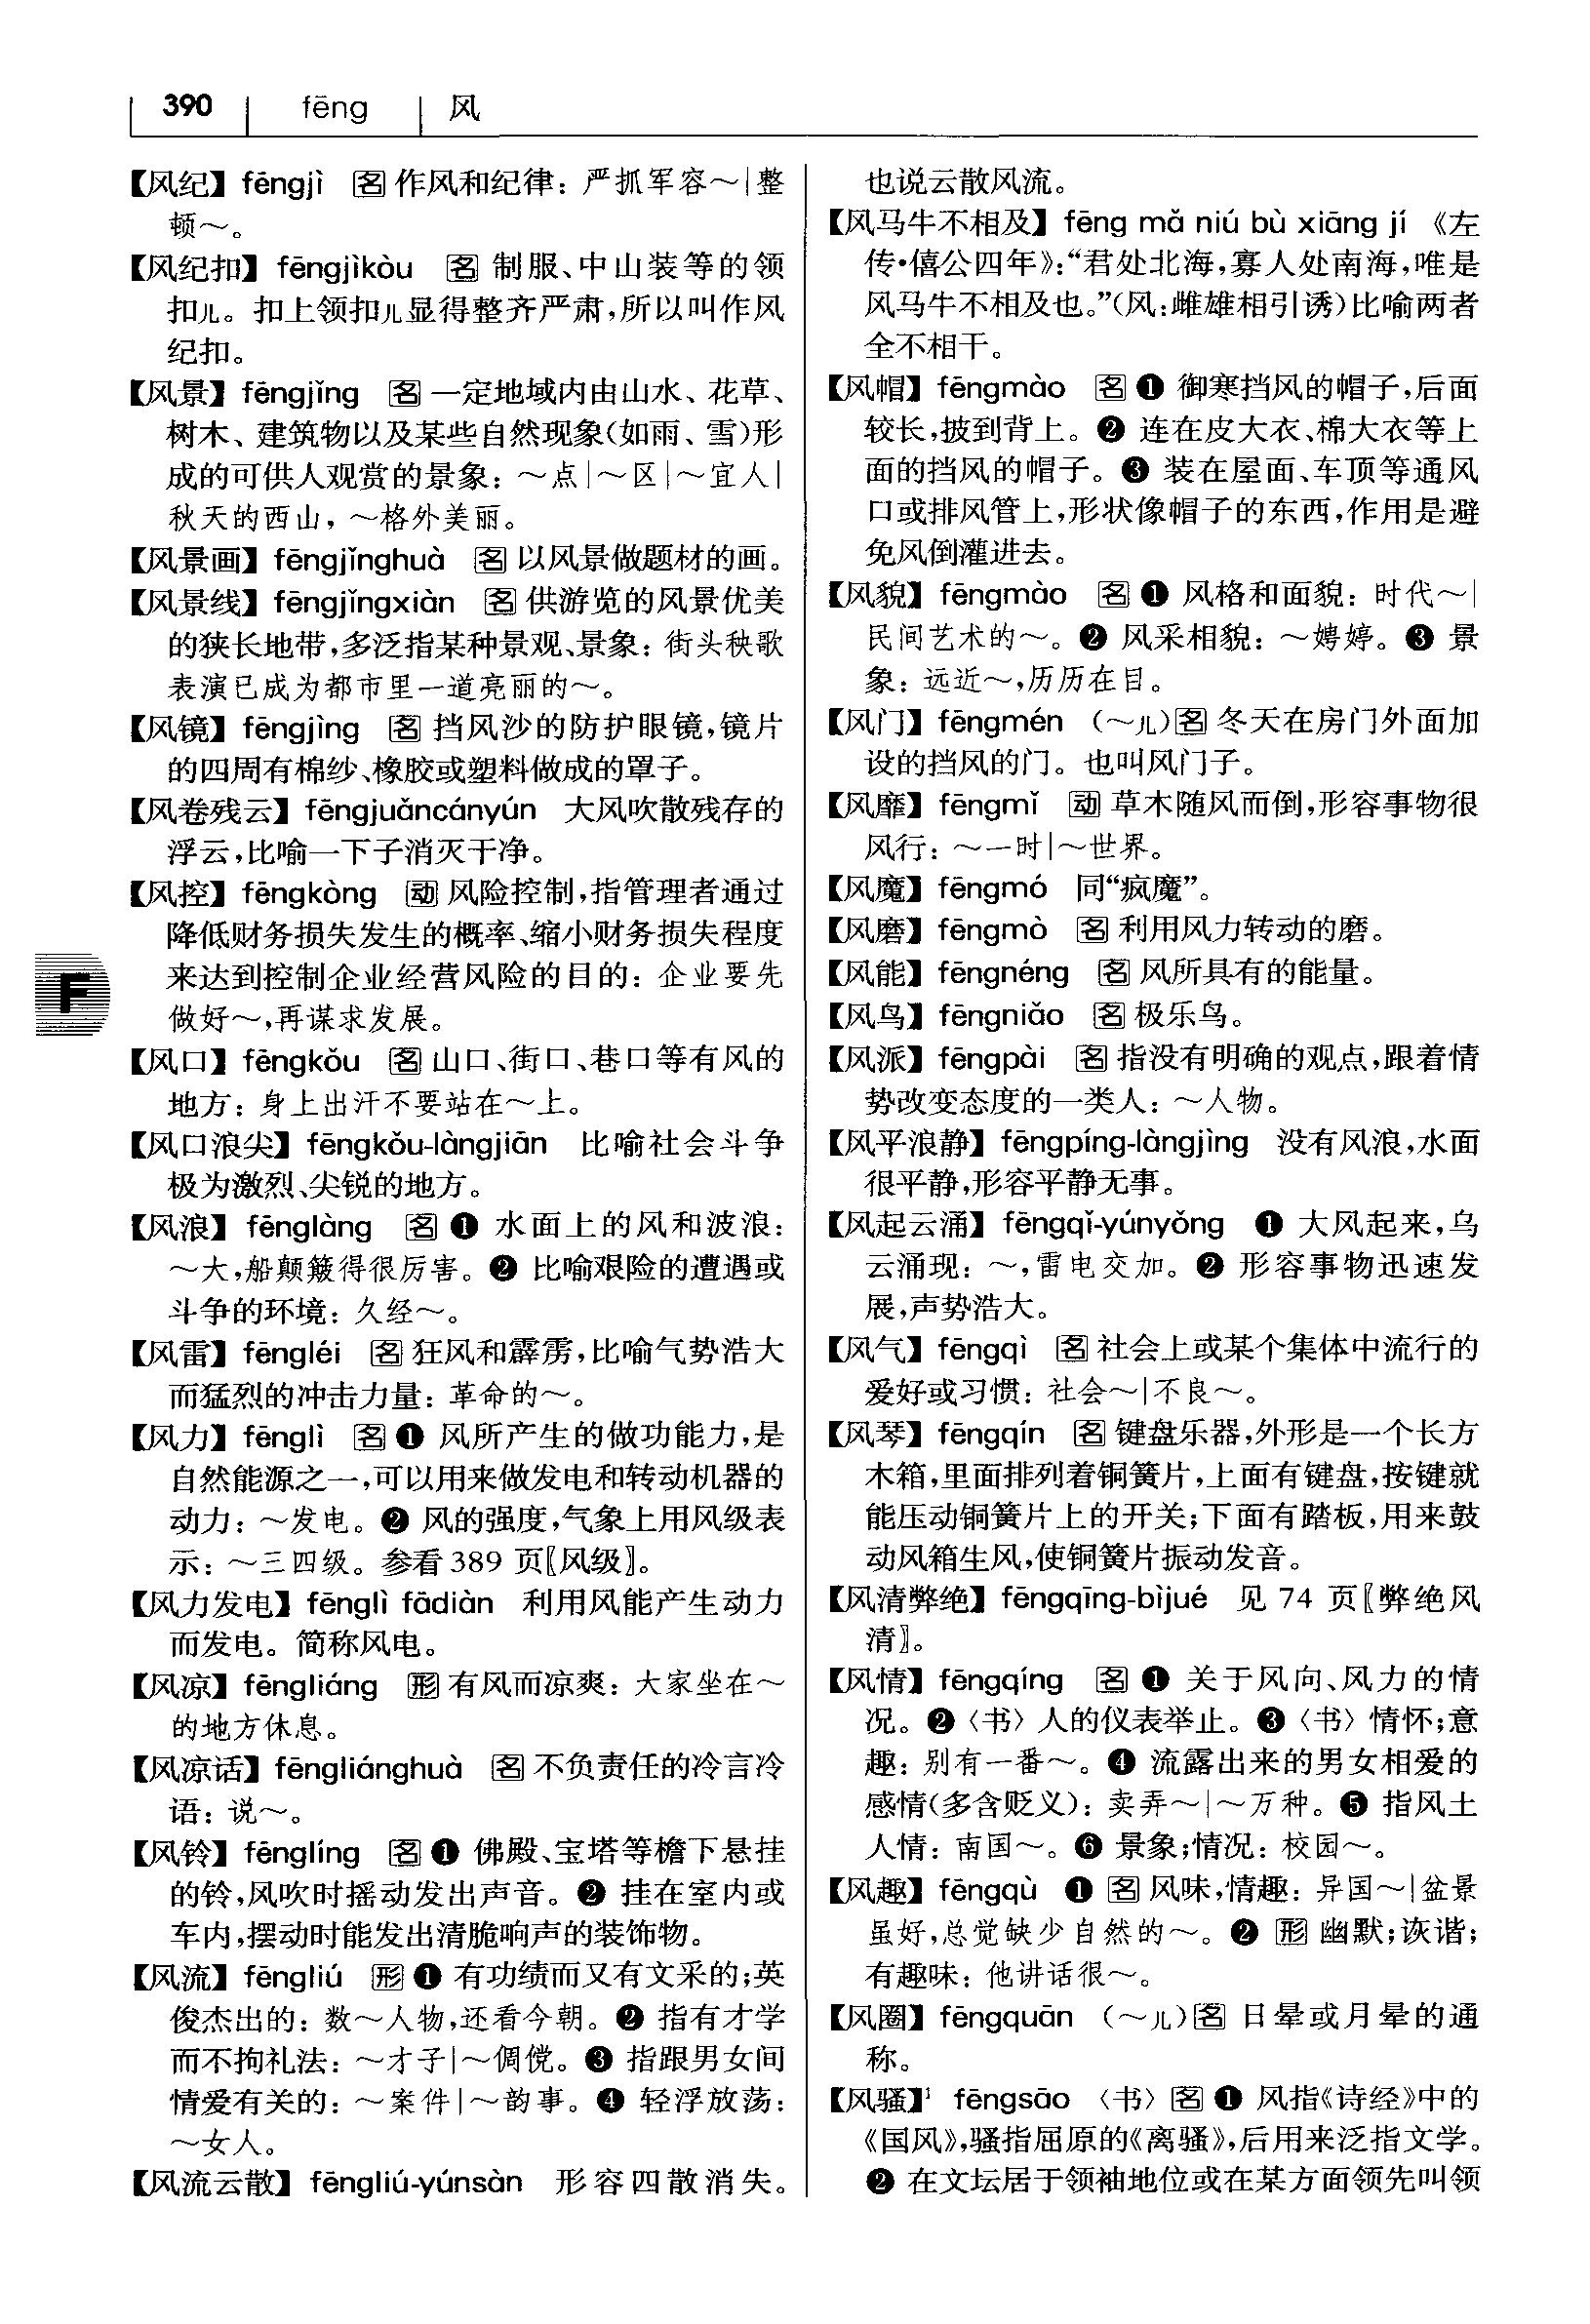 390 fēng 风
【风纪】fēngjì 名 作风和纪律：严抓军容～|整
顿～。
【风纪扣】fēngjìkòu 名 制服、中山装等的领
扣儿。扣上领扣儿显得整齐严肃，所以叫作风
纪扣。
【风景】fēngjǐng 名 一定地域内由山水、花草、
树木、建筑物以及某些自然现象（如雨、雪）形
成的可供人观赏的景象：～点|～区|～宜人|
秋天的西山，～格外美丽。
【风景画】fēngjǐnghuà 名 以风景做题材的画。
【风景线】fēngjǐngxiàn 名 供游览的风景优美
的狭长地带，多泛指某种景观、景象：街头秧歌
表演已成为都市里一道亮丽的～。
【风镜】fēngjìng 名 挡风沙的防护眼镜，镜片
的四周有棉纱、橡胶或塑料做成的罩子。
【风卷残云】fēngjuǎncányún 大风吹散残存的
浮云，比喻一下子消灭干净。
【风控】fēngkòng 动 风险控制，指管理者通过
降低财务损失发生的概率、缩小财务损失程度
来达到控制企业经营风险的目的：企业要先
做好～，再谋求发展。
【风口】fēngkǒu 名 山口、街口、巷口等有风的
地方：身上出汗不要站在～上。
【风口浪尖】fēngkǒu-làngjiān 比喻社会斗争
极为激烈、尖锐的地方。
【风浪】fēnglàng 名 ❶ 水面上的风和波浪：
～大，船颠簸得很厉害。❷ 比喻艰险的遭遇或
斗争的环境：久经～。
【风雷】fēngléi 名 狂风和霹雳，比喻气势浩大
而猛烈的冲击力量：革命的～。
【风力】fēnglì 名 ❶ 风所产生的做功能力，是
自然能源之一，可以用来做发电和转动机器的
动力：～发电。❷ 风的强度，气象上用风级表
示：～三四级。参看 389 页〖风级〗。
【风力发电】fēnglì fādiàn 利用风能产生动力
而发电。简称风电。
【风凉】fēngliáng 形 有风而凉爽：大家坐在～
的地方休息。
【风凉话】fēngliánghuà 名 不负责任的冷言冷
语：说～。
【风铃】fēnglíng 名 ❶ 佛殿、宝塔等檐下悬挂
的铃，风吹时摇动发出声音。❷ 挂在室内或
车内，摆动时能发出清脆响声的装饰物。
【风流】fēngliú 形 ❶ 有功绩而又有文采的；英
俊杰出的：数～人物，还看今朝。❷ 指有才学
而不拘礼法：～才子|～倜傥。❸ 指跟男女间
情爱有关的：～案件|～韵事。❹ 轻浮放荡：
～女人。
【风流云散】fēngliú-yúnsàn 形容四散消失。
也说云散风流。
【风马牛不相及】fēng mǎ niú bù xiāng jí 《左
传·僖公四年》：“君处北海，寡人处南海，唯是
风马牛不相及也。”（风：雌雄相引诱）比喻两者
全不相干。
【风帽】fēngmào 名 ❶ 御寒挡风的帽子，后面
较长，披到背上。❷ 连在皮大衣、棉大衣等上
面的挡风的帽子。❸ 装在屋面、车顶等通风
口或排风管上，形状像帽子的东西，作用是避
免风倒灌进去。
【风貌】fēngmào 名 ❶ 风格和面貌：时代～|
民间艺术的～。❷ 风采相貌：～娉婷。❸ 景
象：远近～，历历在目。
【风门】fēngmén （～儿）名 冬天在房门外面加
设的挡风的门。也叫风门子。
【风靡】fēngmǐ 动 草木随风而倒，形容事物很
风行：～一时|～世界。
【风魔】fēngmó 同“疯魔”。
【风磨】fēngmò 名 利用风力转动的磨。
【风能】fēngnéng 名 风所具有的能量。
【风鸟】fēngniǎo 名 极乐鸟。
【风派】fēngpài 名 指没有明确的观点，跟着情
势改变态度的一类人：～人物。
【风平浪静】fēngpíng-làngjìng 没有风浪，水面
很平静，形容平静无事。
【风起云涌】fēngqǐ-yúnyǒng ❶ 大风起来，乌
云涌现：～，雷电交加。❷ 形容事物迅速发
展，声势浩大。
【风气】fēngqì 名 社会上或某个集体中流行的
爱好或习惯：社会～|不良～。
【风琴】fēngqín 名 键盘乐器，外形是一个长方
木箱，里面排列着铜簧片，上面有键盘，按键就
能压动铜簧片上的开关；下面有踏板，用来鼓
动风箱生风，使铜簧片振动发音。
【风清弊绝】fēngqīng-bìjué 见 74 页〖弊绝风
清〗。
【风情】fēngqíng 名 ❶ 关于风向、风力的情
况。❷〈书〉人的仪表举止。❸〈书〉情怀；意
趣：别有一番～。❹ 流露出来的男女相爱的
感情（多含贬义）：卖弄～|～万种。❺ 指风土
人情：南国～。❻ 景象；情况：校园～。
【风趣】fēngqù ❶ 名 风味，情趣：异国～|盆景
虽好，总觉缺少自然的～。❷ 形 幽默；诙谐；
有趣味：他讲话很～。
【风圈】fēngquān （～儿）名 日晕或月晕的通
称。
【风骚】¹ fēngsāo 〈书〉名 ❶ 风指《诗经》中的
《国风》，骚指屈原的《离骚》，后用来泛指文学。
❷ 在文坛居于领袖地位或在某方面领先叫领
F